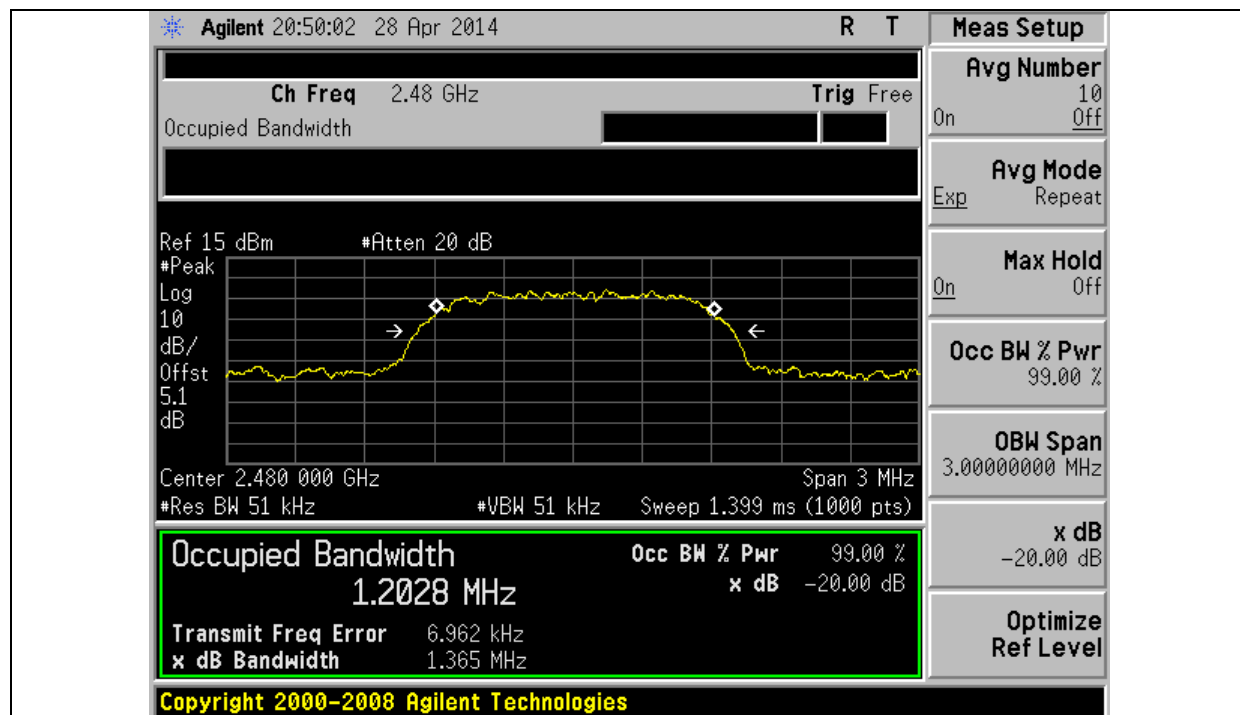 Agilent 20:50:02 28 Apr 2014 R T
Ch Freq 2.48 GHz Trig Free
Occupied Bandwidth
Ref 15 dBm #Atten 20 dB
#Peak
Log
10
dB/
Offst
5.1
dB
Center 2.480 000 GHz Span 3 MHz
#Res BW 51 kHz #VBW 51 kHz Sweep 1.399 ms (1000 pts)
Occupied Bandwidth
1.2028 MHz
Occ BW % Pwr 99.00 %
x dB -20.00 dB
Transmit Freq Error 6.962 kHz
x dB Bandwidth 1.365 MHz
Copyright 2000-2008 Agilent Technologies
Meas Setup
Avg Number
10
On Off
Avg Mode
Exp Repeat
Max Hold
On Off
Occ BW % Pwr
99.00 %
OBW Span
3.00000000 MHz
x dB
-20.00 dB
Optimize
Ref Level